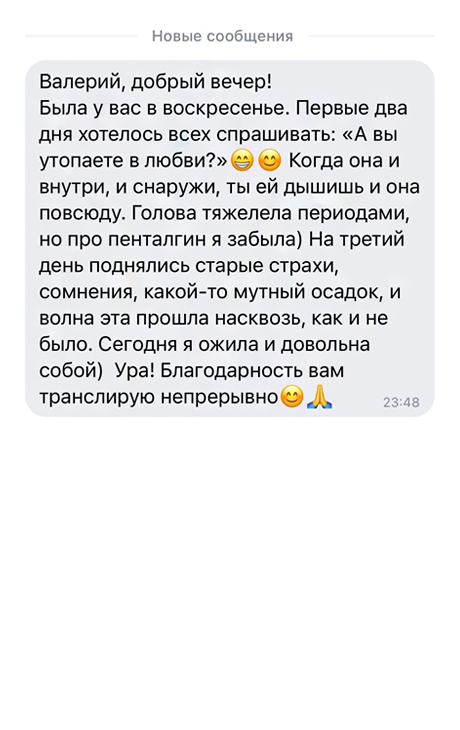 Новые сообщения
Валерий, добрый вечер!
Была у вас в воскресенье. Первые два
дня хотелось всех спрашивать: «А вы
утопаете в любви?»😁😊 Когда она и
внутри, и снаружи, ты ей дышишь и она
повсюду. Голова тяжелела периодами,
но про пенталгин я забыла) На третий
день поднялись старые страхи,
сомнения, какой-то мутный осадок, и
волна эта прошла насквозь, как и не
было. Сегодня я ожила и довольна
собой)  Ура! Благодарность вам
транслирую непрерывно😊🙏
23:48